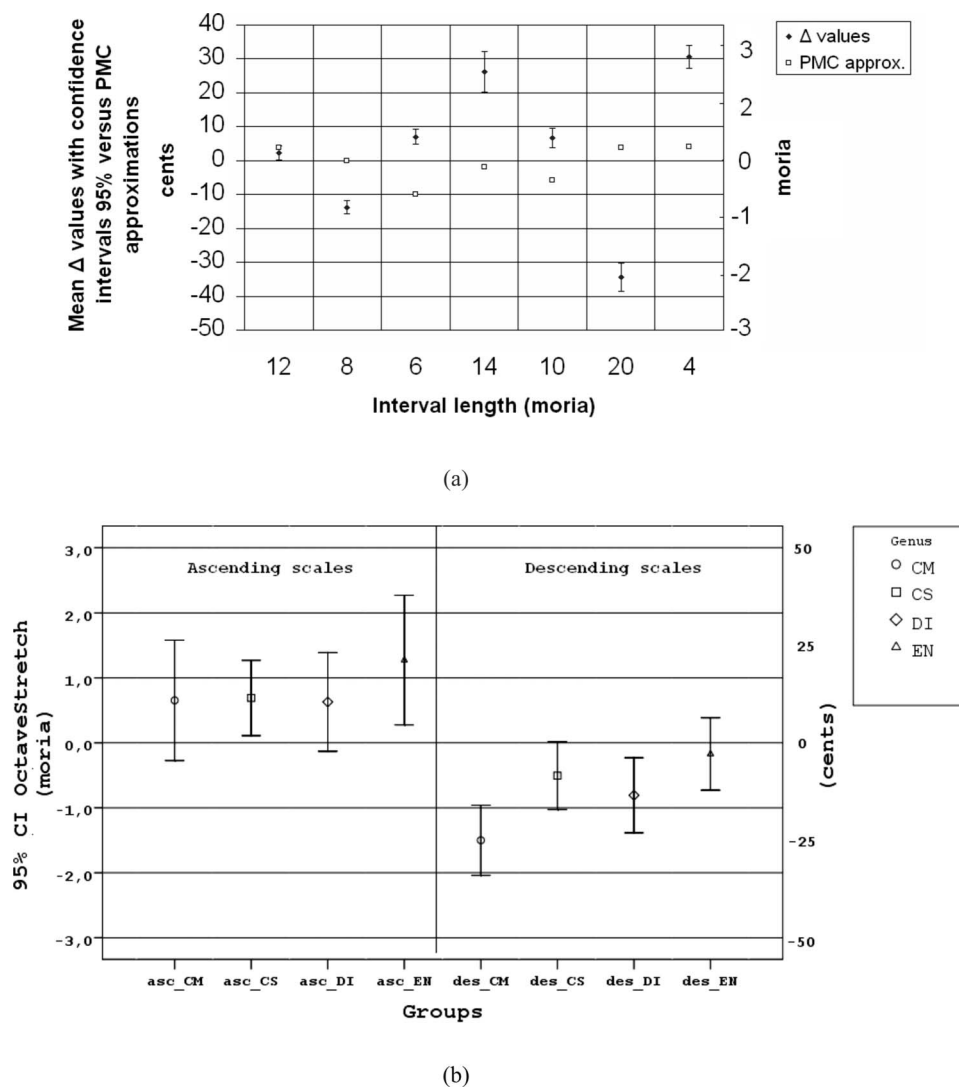 Mean Δ values with confidence
intervals 95% versus PMC
approximations
cents
40
30
20
10
0
-10
-20
-30
-40
-50
12 8 6 14 10 20 4
Interval length (moria)
3
2
1
0
-1
-2
-3
moria
Δ values
PMC approx.
(a)
95% CI OctaveStretch
(moria)
3,0
2,0
1,0
0,0
-1,0
-2,0
-3,0
Ascending scales
Descending scales
50
25
0
-25
-50
(cents)
Genus
CM
CS
DI
EN
asc_CM asc_CS asc_DI asc_EN des_CM des_CS des_DI des_EN
Groups
(b)